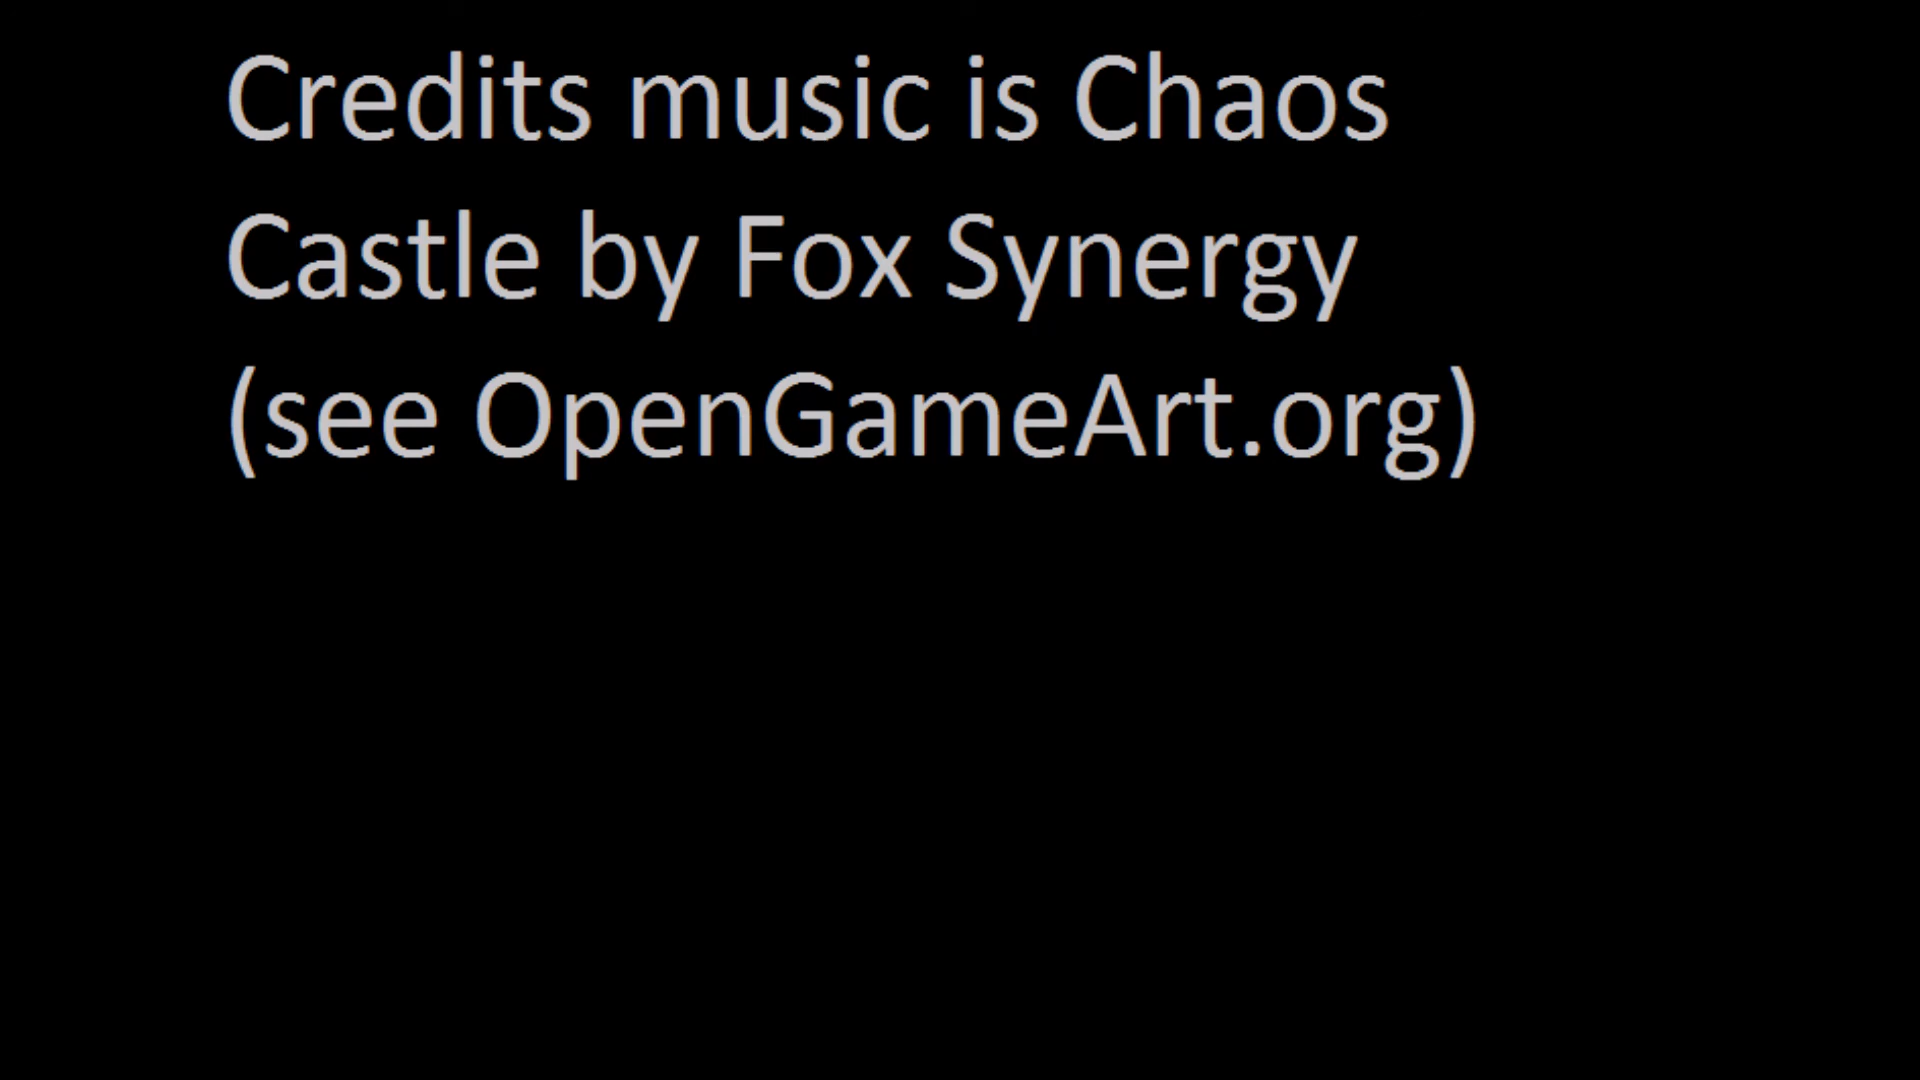 Credits music is Chaos
Castle by Fox Synergy
(see OpenGameArt.org)